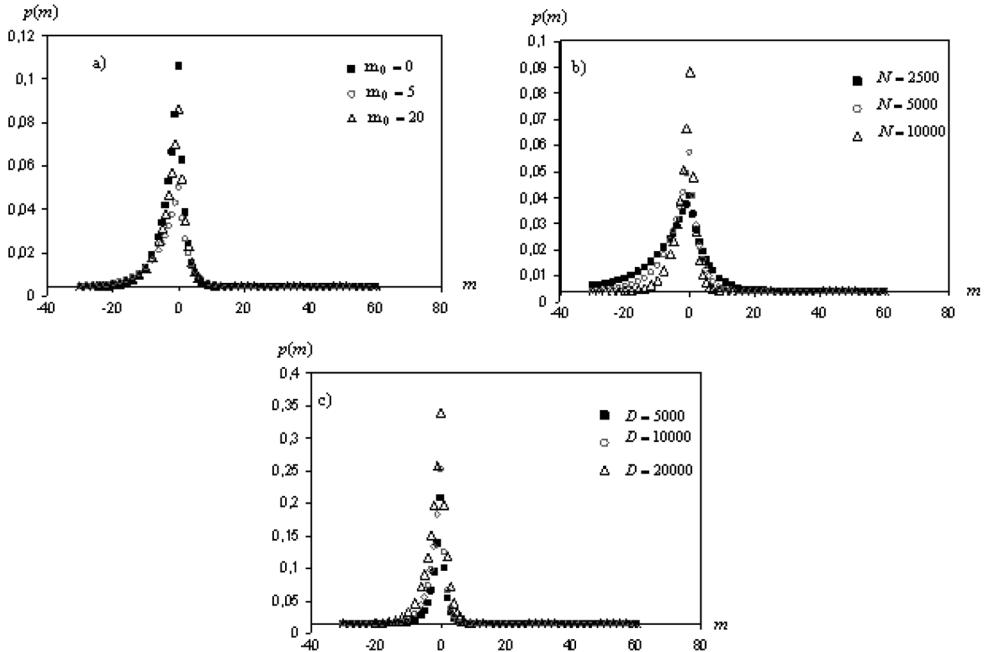 p(m)
0,12
0,1
0,08
0,06
0,04
0,02
0
-40
-20
0
20
40
60
80
m
a)
m₀ = 0
m₀ = 5
m₀ = 20
p(m)
0,1
0,09
0,08
0,07
0,06
0,05
0,04
0,03
0,02
0,01
0
-40
-20
0
20
40
60
80
m
b)
N = 2500
N = 5000
N = 10000
p(m)
0,4
0,35
0,3
0,25
0,2
0,15
0,1
0,05
0
-40
-20
0
20
40
60
80
m
c)
D = 5000
D = 10000
D = 20000